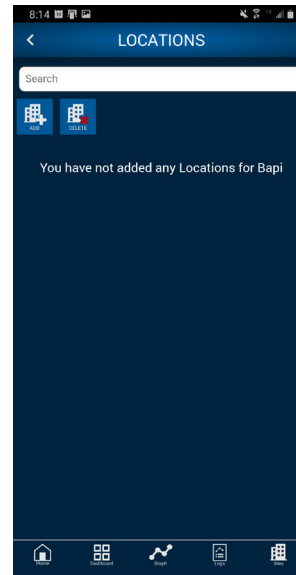 8:14
LOCATIONS
Search
ADD DELETE
You have not added any Locations for Bapi
Home Dashboard Graph Logs Sites